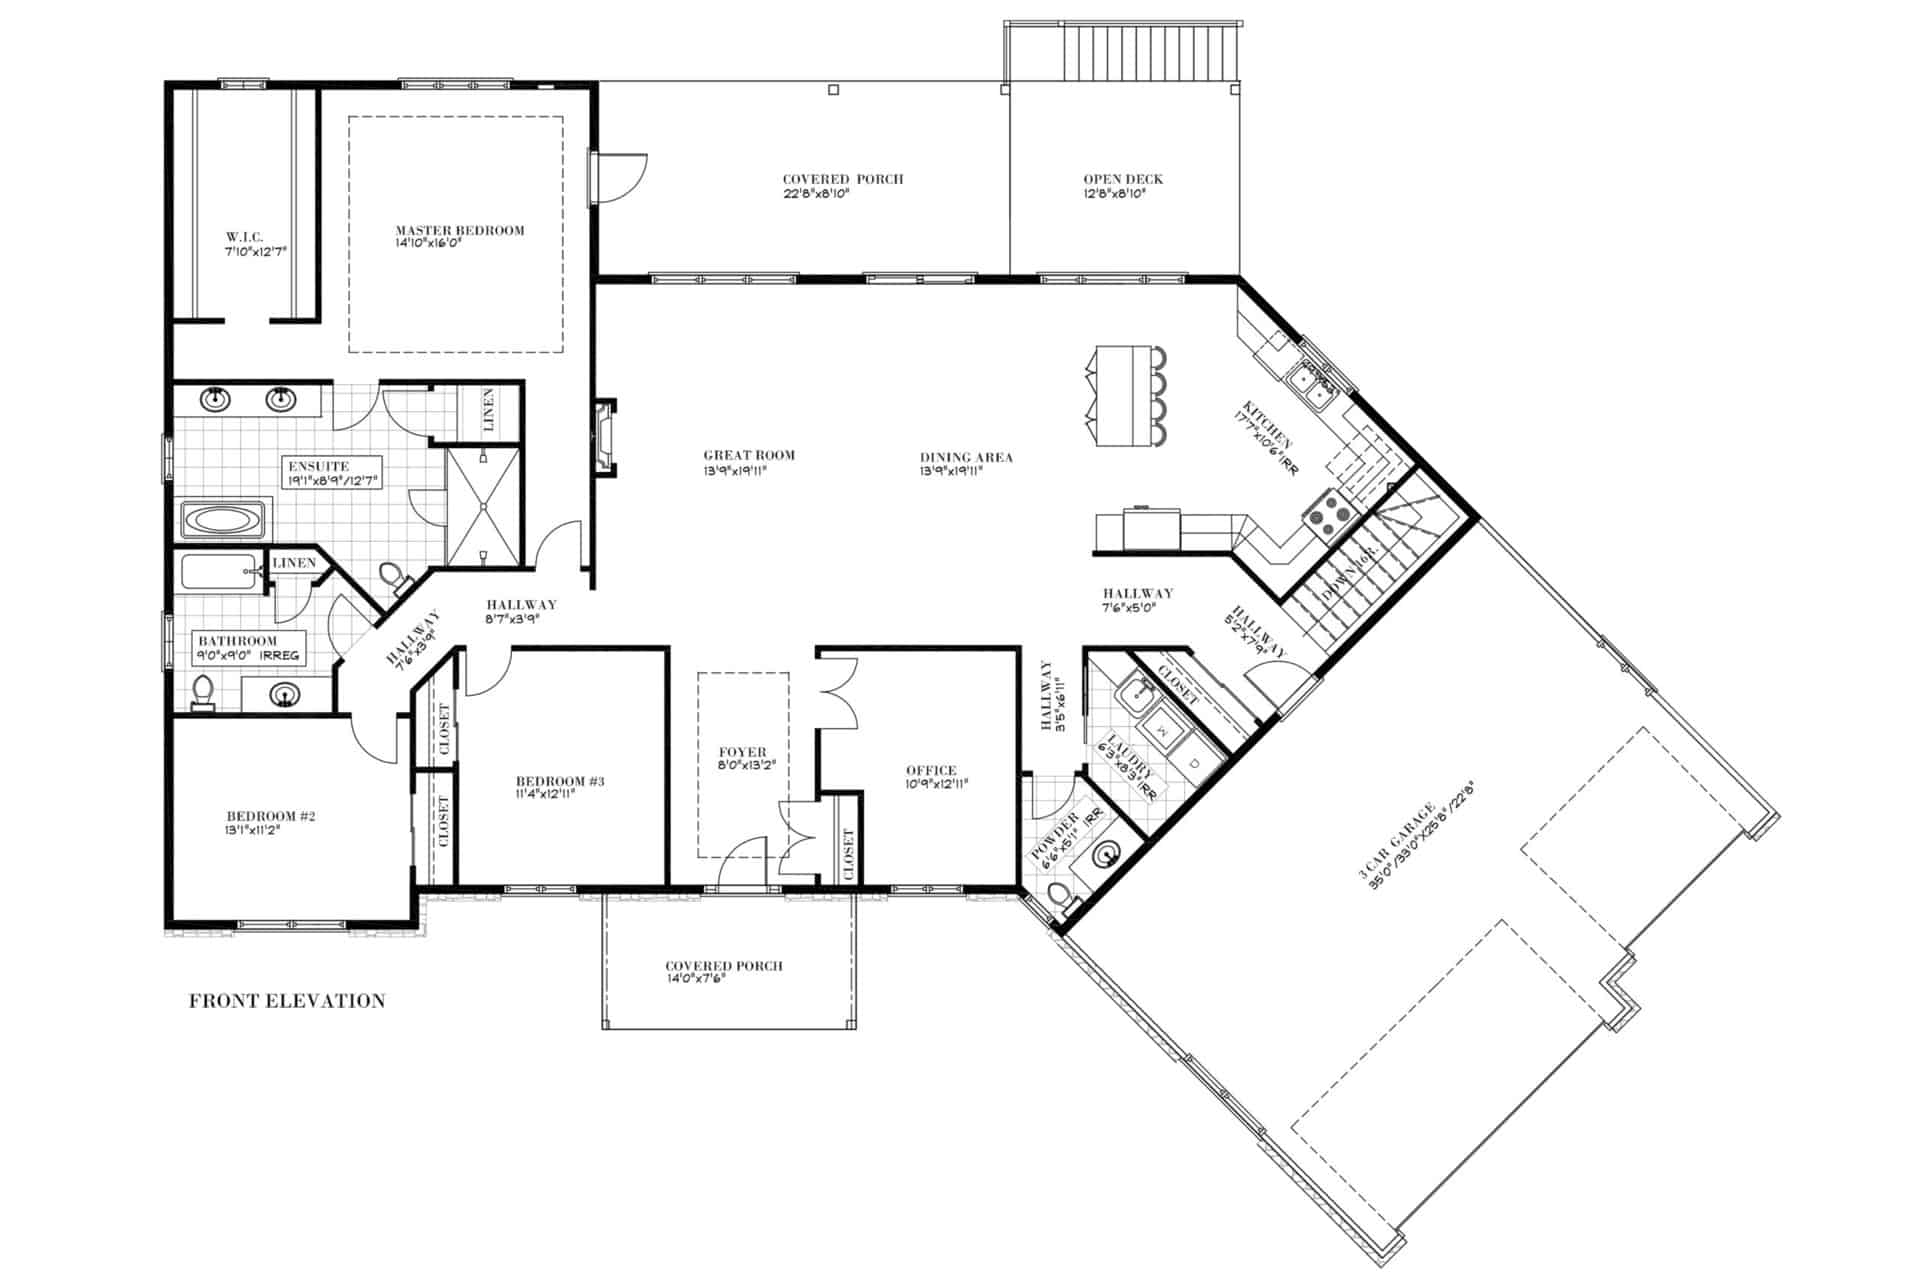 COVERED PORCH
22'8"x8'10"
OPEN DECK
12'8"x8'10"
W.I.C.
7'10"x12'7"
MASTER BEDROOM
14'10"x16'0"
LINEN
ENSUITE
19'1"x8'9"/12'7"
GREAT ROOM
13'9"x19'11"
DINING AREA
13'9"x19'11"
KITCHEN
17'7"x10'6" IRR
DOWN 16R.
LINEN
BATHROOM
9'0"x9'0" IRREG
HALLWAY
7'6"x3'9"
HALLWAY
8'7"x3'9"
HALLWAY
7'6"x5'0"
HALLWAY
5'2"x7'9"
CLOSET
HALLWAY
3'5"x6'11"
LAUDRY
6'3"x8'3" IRR
M
D
CLOSET
CLOSET
BEDROOM #2
13'1"x11'2"
BEDROOM #3
11'4"x12'11"
FOYER
8'0"x13'2"
CLOSET
OFFICE
10'9"x12'11"
POWDER
6'6"x5'1" IRR
3 CAR GARAGE
35'0"/33'0"X25'8"/22'8"
COVERED PORCH
14'0"x7'6"
FRONT ELEVATION